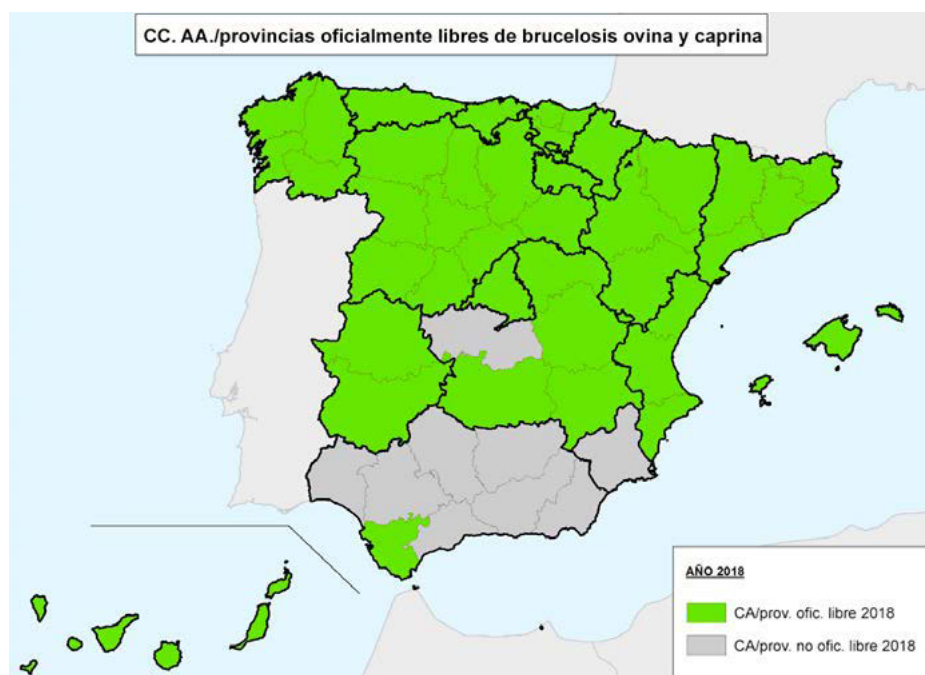 CC. AA./provincias oficialmente libres de brucelosis ovina y caprina
AÑO 2018
CA/prov. ofic. libre 2018
CA/prov. no ofic. libre 2018